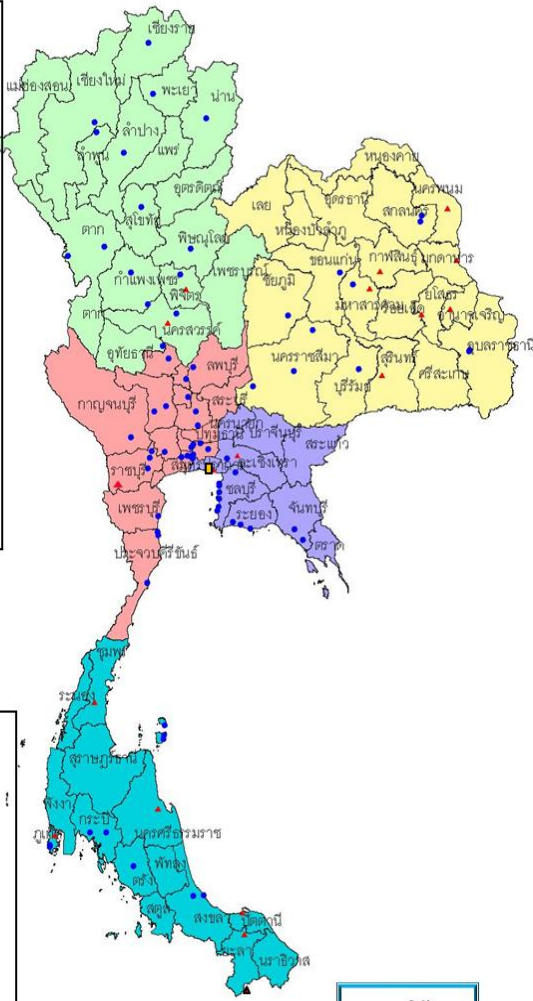 เชียงราย
แม่ฮ่องสอน
เชียงใหม่
พะเยา
น่าน
ลำปาง
ลำพูน
แพร่
อุตรดิตถ์
สุโขทัย
ตาก
พิษณุโลก
กำแพงเพชร
เพชรบูรณ์
พิจิตร
ตาก
นครสวรรค์
อุทัยธานี
หนองคาย
เลย
อุดรธานี
นครพนม
สกลนคร
หนองบัวลำภู
ขอนแก่น
กาฬสินธุ์
มุกดาหาร
ชัยภูมิ
มหาสารคาม
ร้อยเอ็ด
ยโสธร
อำนาจเจริญ
อุบลราชธานี
นครราชสีมา
บุรีรัมย์
สุรินทร์
ศรีสะเกษ
ลพบุรี
กาญจนบุรี
สระบุรี
นครนายก
ปทุมธานี
ปราจีนบุรี
สระแก้ว
ฉะเชิงเทรา
ราชบุรี
ชลบุรี
เพชรบุรี
ระยอง
จันทบุรี
ตราด
ประจวบคีรีขันธ์
ชุมพร
ระนอง
สุราษฎร์ธานี
พังงา
กระบี่
ภูเก็ต
นครศรีธรรมราช
ตรัง
พัทลุง
สตูล
สงขลา
ปัตตานี
ยะลา
นราธิวาส